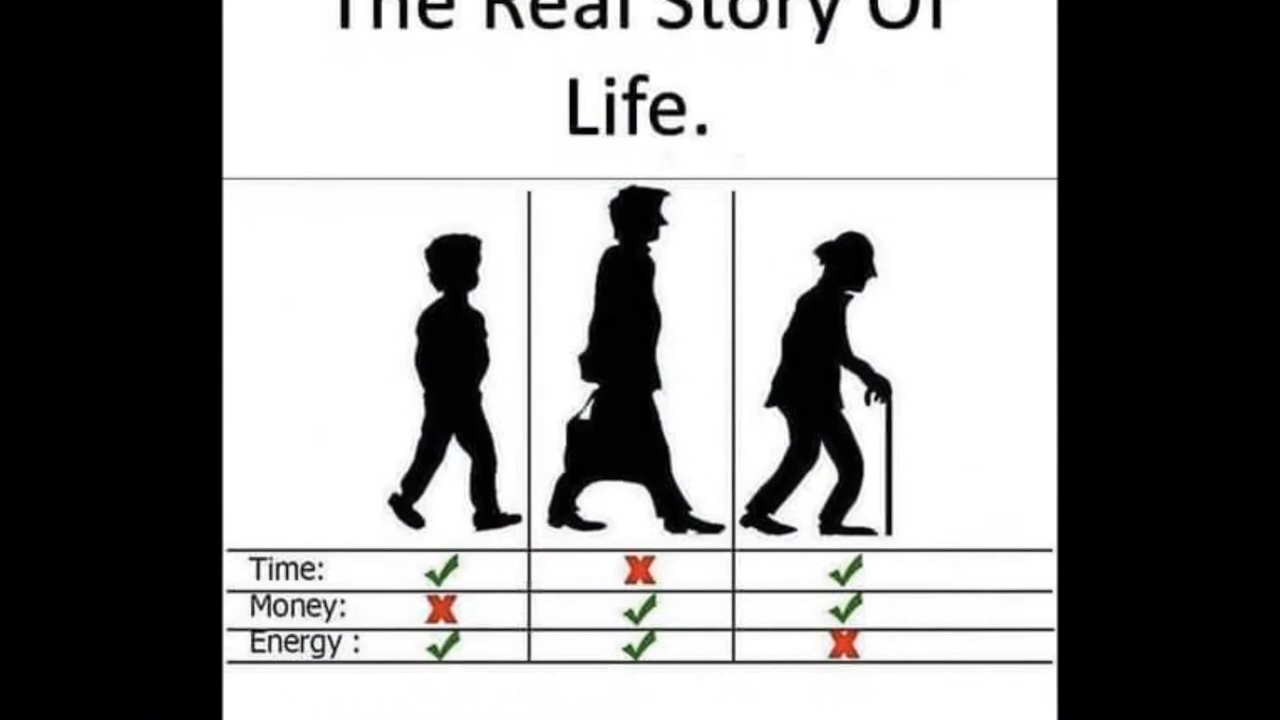 The Real Story Of
Life.
Time:
Money:
Energy :